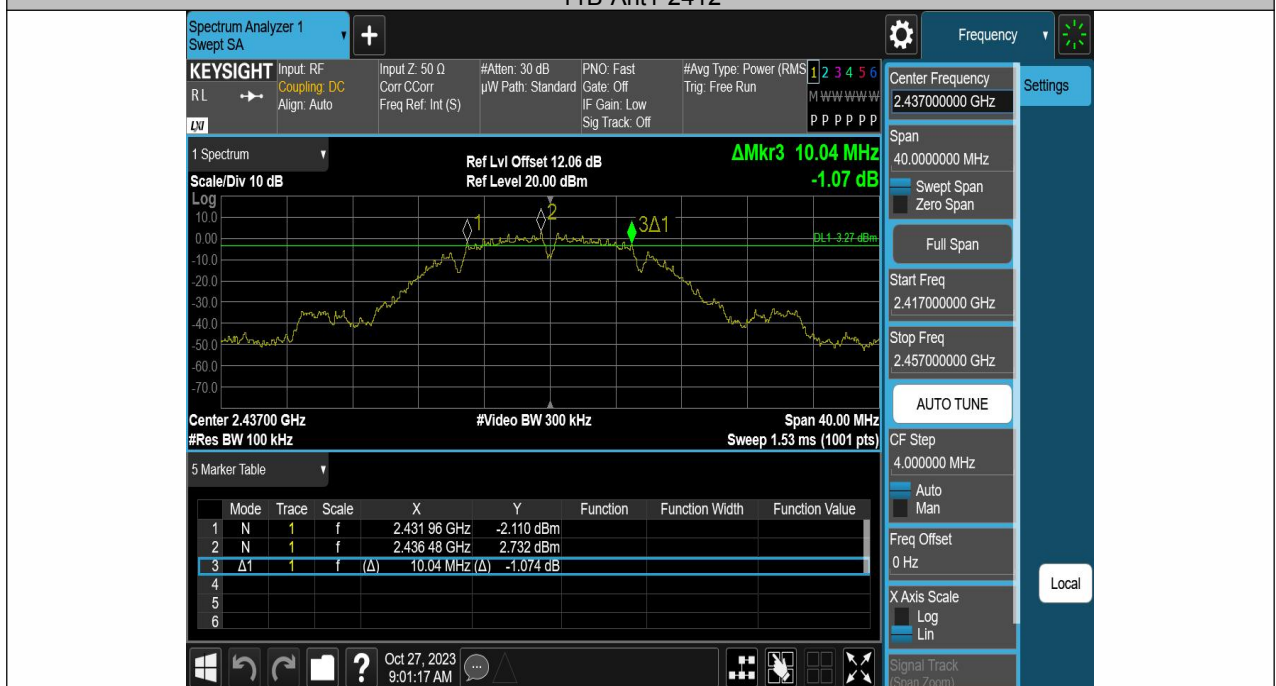 11B-Ant1-2412
Spectrum Analyzer 1
Swept SA
+
Frequency
KEYSIGHT
RL
LXI
Input: RF
Coupling: DC
Align: Auto
Input Z: 50 Ω
Corr CCorr
Freq Ref: Int (S)
#Atten: 30 dB
µW Path: Standard
PNO: Fast
Gate: Off
IF Gain: Low
Sig Track: Off
#Avg Type: Power (RMS
Trig: Free Run
1 2 3 4 5 6
M W W W W W
P P P P P P
Center Frequency
2.437000000 GHz
Settings
Span
40.0000000 MHz
Swept Span
Zero Span
Full Span
Start Freq
2.417000000 GHz
Stop Freq
2.457000000 GHz
AUTO TUNE
CF Step
4.000000 MHz
Auto
Man
Freq Offset
0 Hz
X Axis Scale
Log
Lin
Signal Track
(Span Zoom)
Local
1 Spectrum
Scale/Div 10 dB
Ref Lvl Offset 12.06 dB
Ref Level 20.00 dBm
ΔMkr3 10.04 MHz
-1.07 dB
Log
10.0
0.00
-10.0
-20.0
-30.0
-40.0
-50.0
-60.0
-70.0
1
2
3Δ1
DL1 -3.27 dBm
Center 2.43700 GHz
#Video BW 300 kHz
Span 40.00 MHz
#Res BW 100 kHz
Sweep 1.53 ms (1001 pts)
5 Marker Table
Mode Trace Scale X Y Function Function Width Function Value
1 N 1 f 2.431 96 GHz -2.110 dBm
2 N 1 f 2.436 48 GHz 2.732 dBm
3 Δ1 1 f (Δ) 10.04 MHz (Δ) -1.074 dB
4
5
6
?
Oct 27, 2023
9:01:17 AM